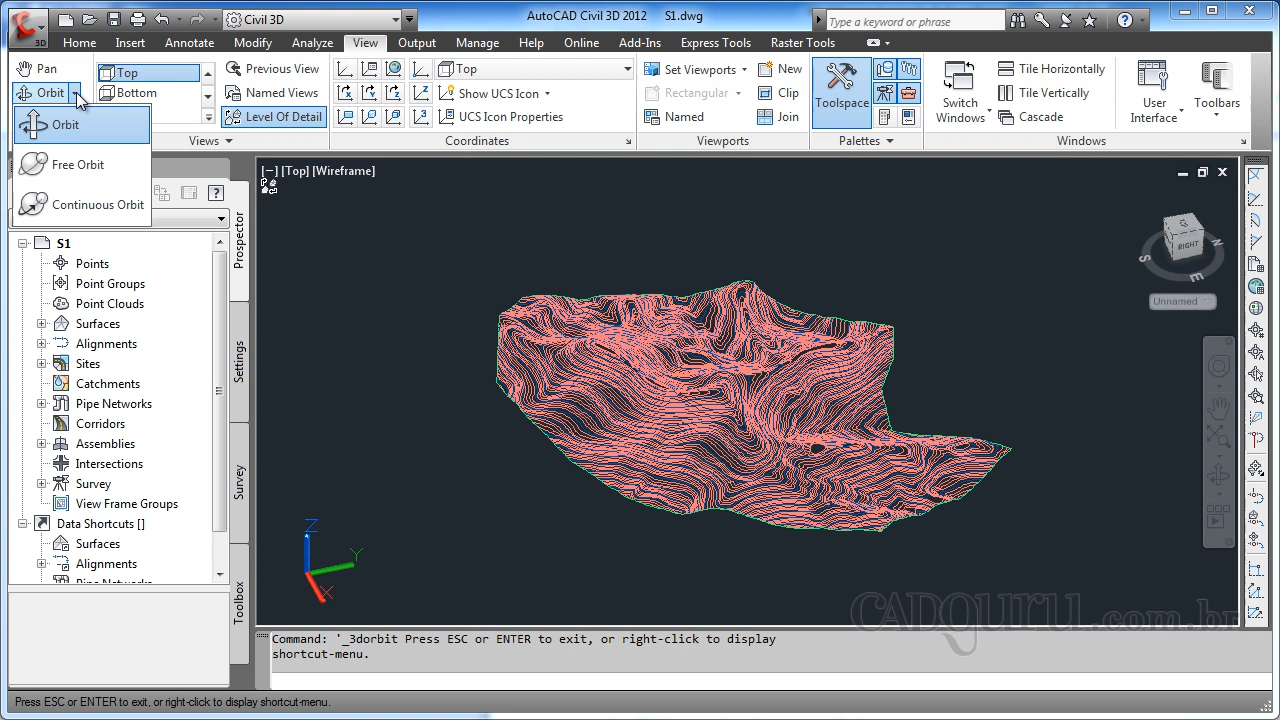 Civil 3D
AutoCAD Civil 3D 2012 S1.dwg
Type a keyword or phrase
3D
Home Insert Annotate Modify Analyze View Output Manage Help Online Add-Ins Express Tools Raster Tools
Pan
Orbit
Orbit
Free Orbit
Continuous Orbit
Top
Bottom
Previous View
Named Views
Level Of Detail
Views
Top
Show UCS Icon
UCS Icon Properties
Coordinates
Set Viewports
Rectangular
Named
New
Clip
Join
Viewports
Toolspace
Palettes
Switch
Windows
Tile Horizontally
Tile Vertically
Cascade
Windows
User
Interface
Toolbars
[−] [Top] [Wireframe]
S1
Points
Point Groups
Point Clouds
Surfaces
Alignments
Sites
Catchments
Pipe Networks
Corridors
Assemblies
Intersections
Survey
View Frame Groups
Data Shortcuts []
Surfaces
Alignments
Pipe Networks
Prospector
Settings
Survey
Toolbox
RIGHT
S
N
E
Unnamed
Z
Y
X
CADguru.com.br
Command: '_3dorbit Press ESC or ENTER to exit, or right-click to display
shortcut-menu.
Press ESC or ENTER to exit, or right-click to display shortcut-menu.